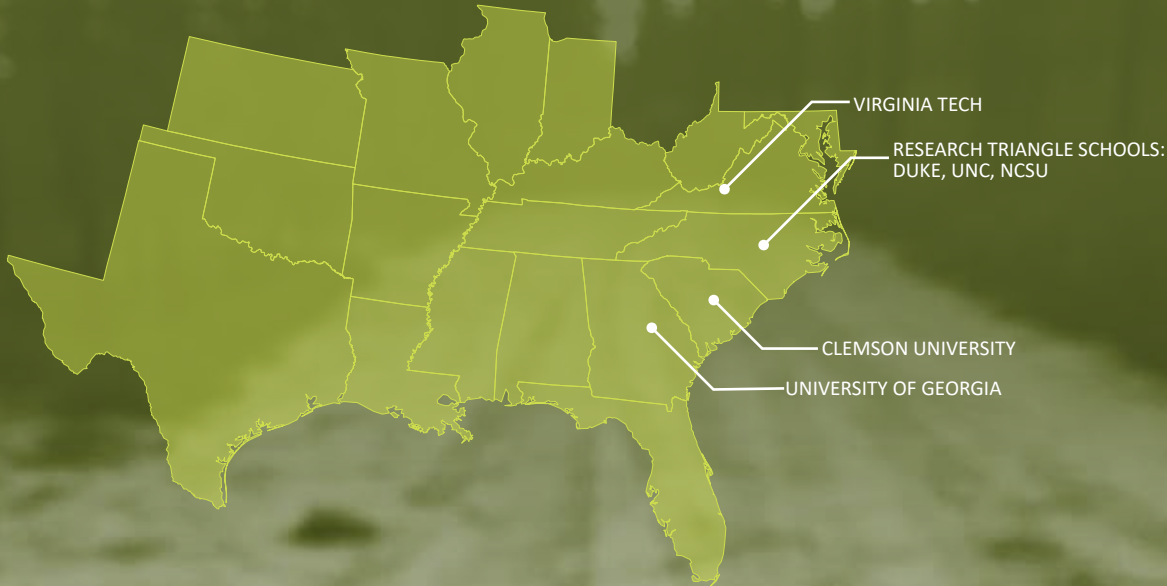 VIRGINIA TECH
RESEARCH TRIANGLE SCHOOLS:
DUKE, UNC, NCSU
CLEMSON UNIVERSITY
UNIVERSITY OF GEORGIA